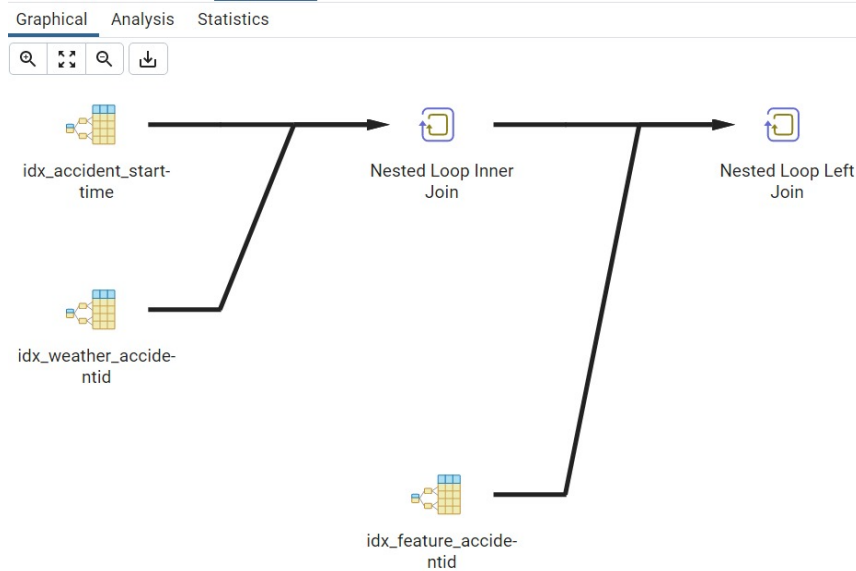 Graphical Analysis Statistics
idx_accident_start-
time
Nested Loop Inner
Join
Nested Loop Left
Join
idx_weather_accide-
ntid
idx_feature_accide-
ntid